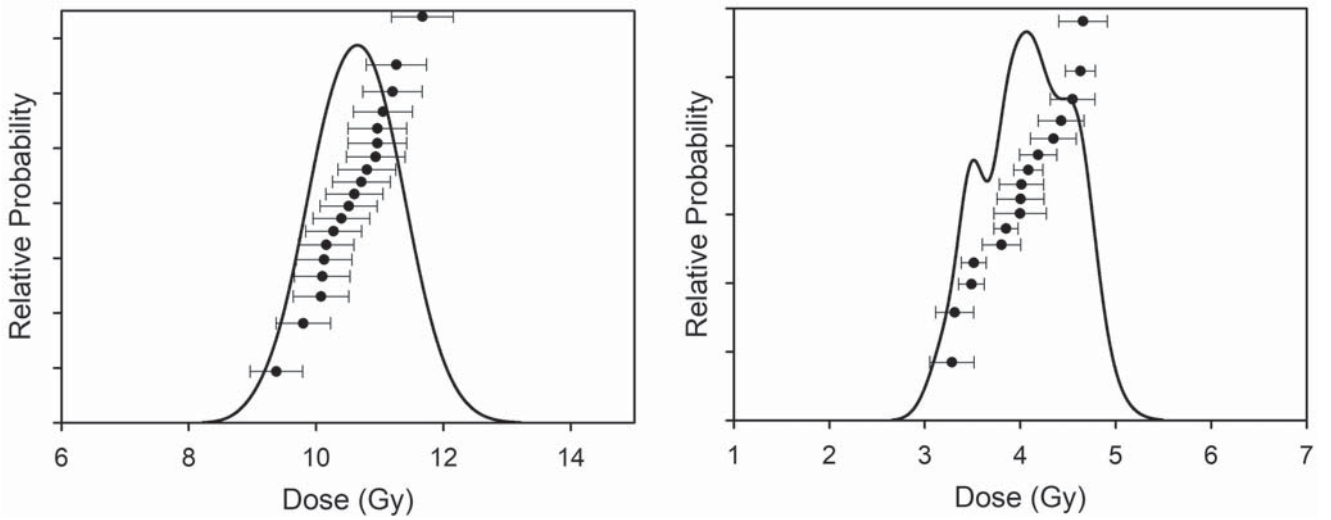 Relative Probability
6 8 10 12 14
Dose (Gy)
Relative Probability
1 2 3 4 5 6 7
Dose (Gy)